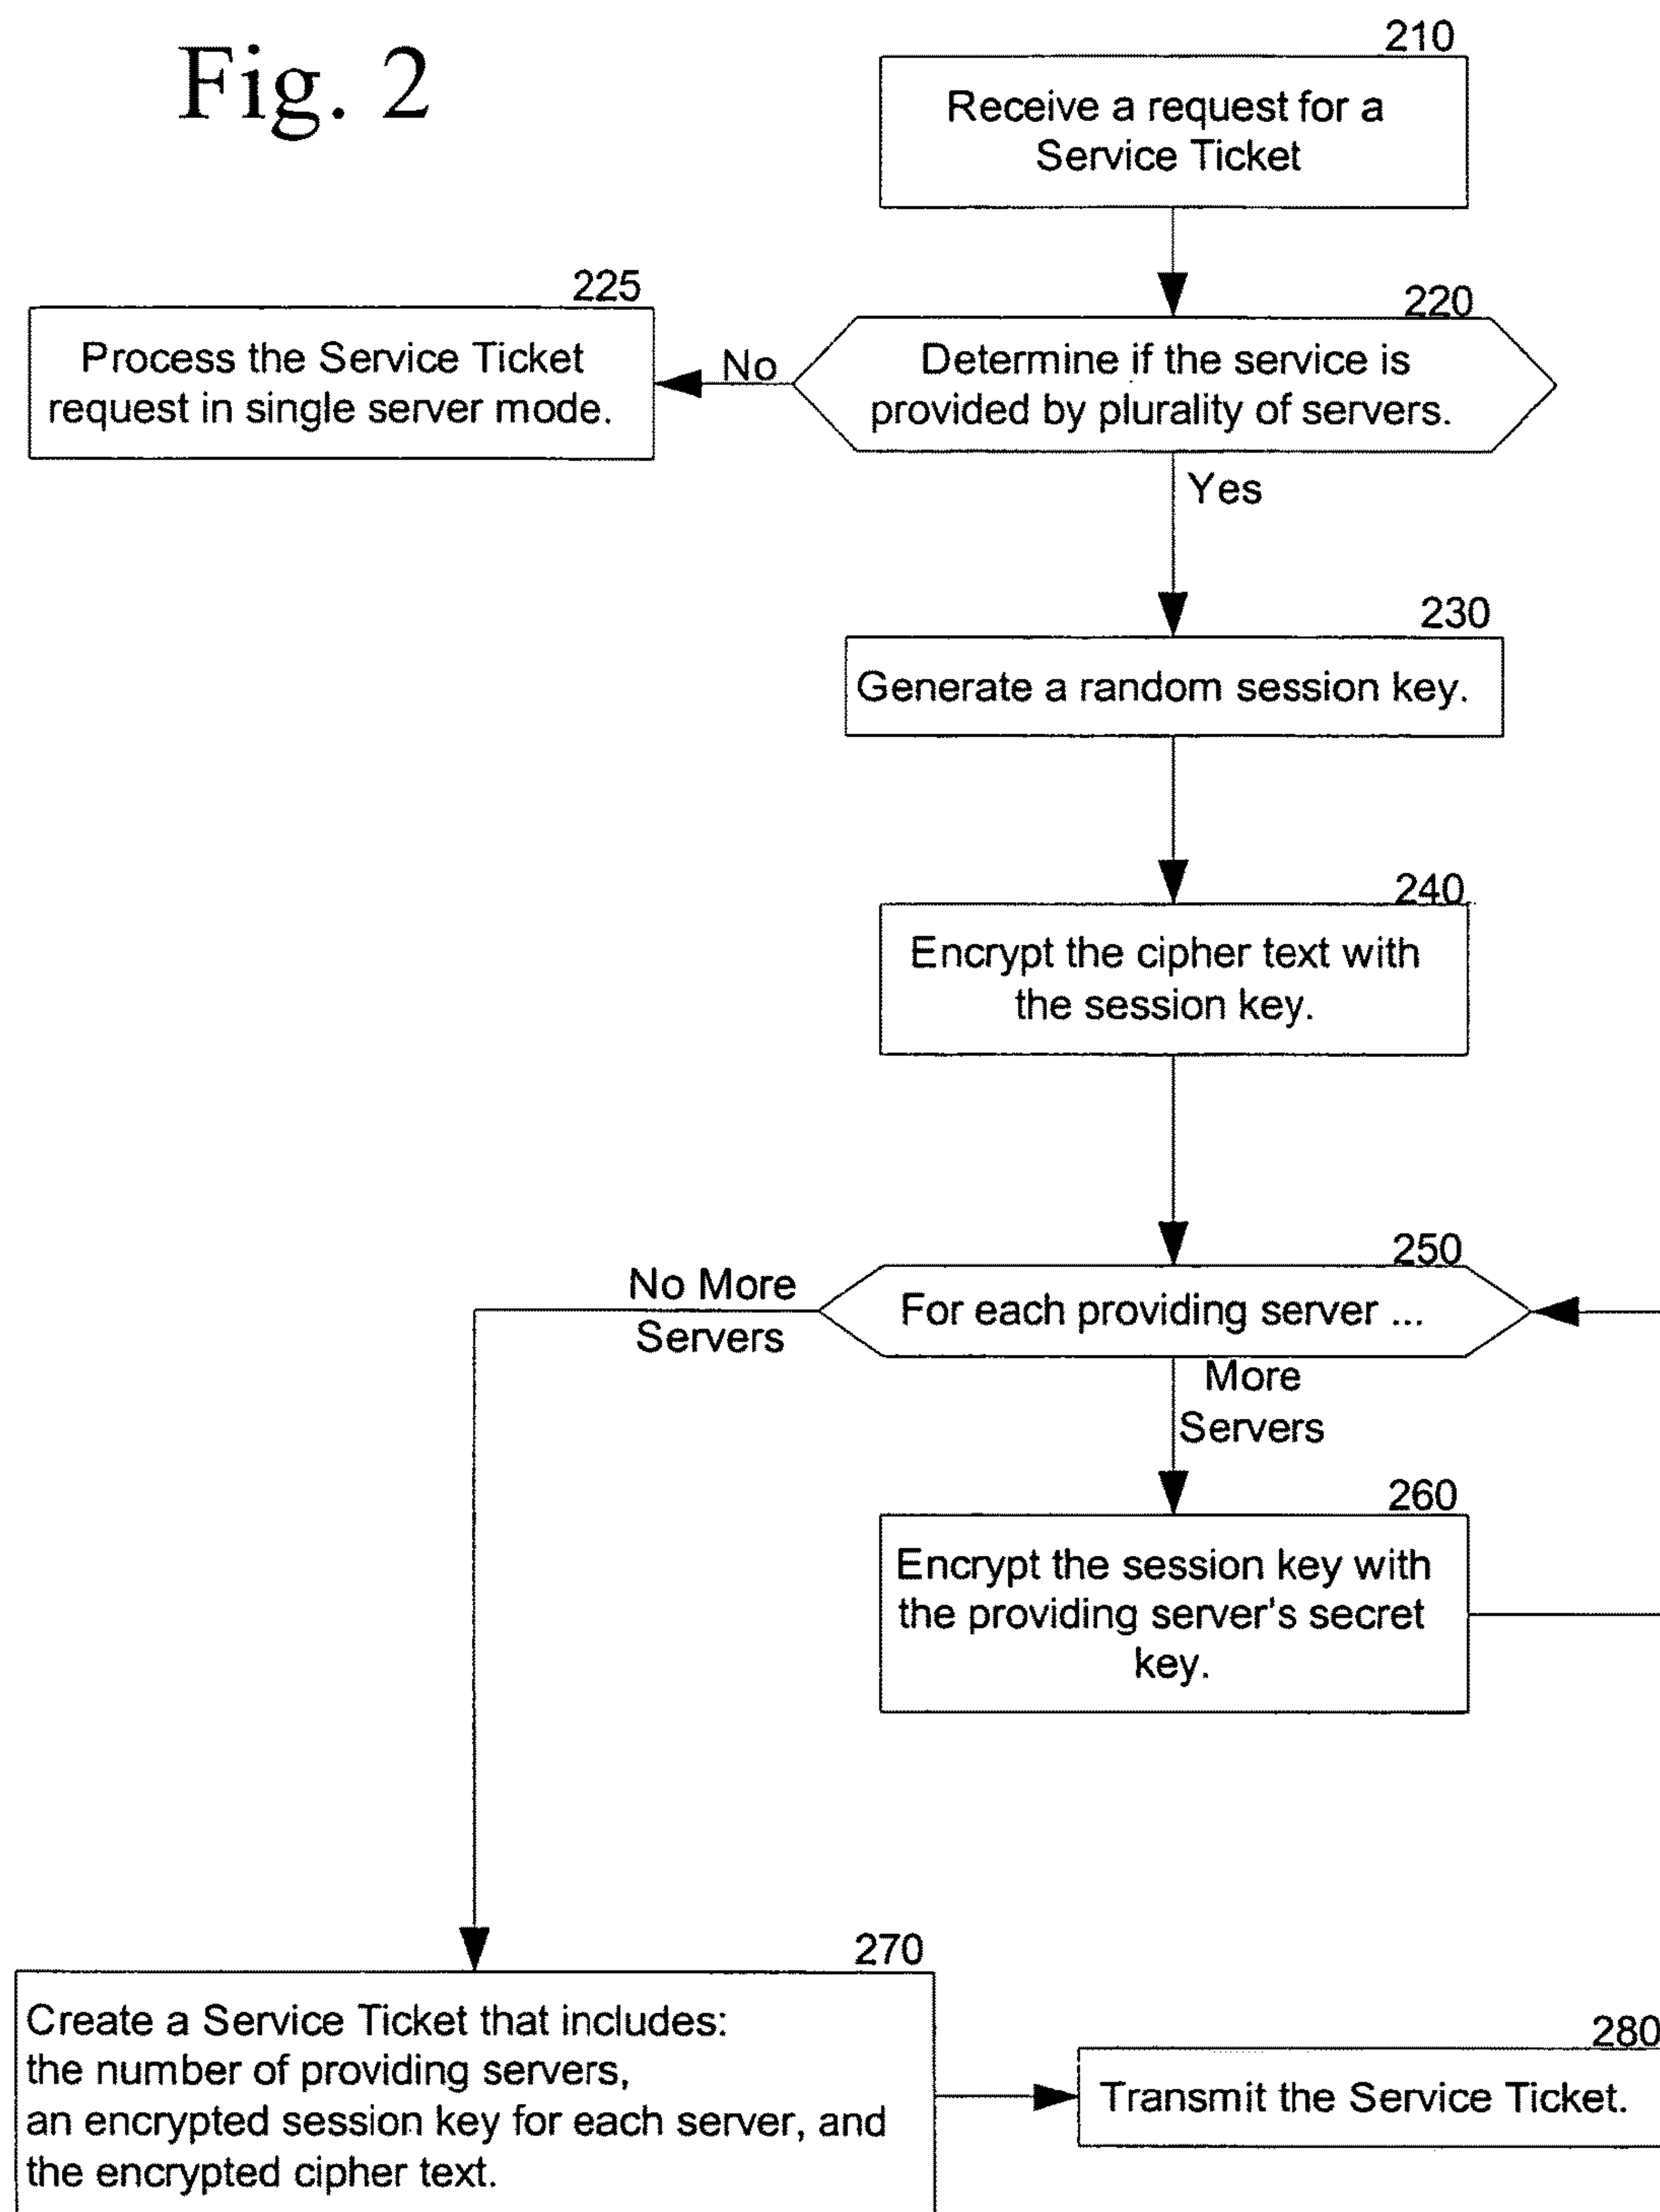 Fig. 2
210
Receive a request for a
Service Ticket
225
Process the Service Ticket
request in single server mode.
No
220
Determine if the service is
provided by plurality of servers.
Yes
230
Generate a random session key.
240
Encrypt the cipher text with
the session key.
250
No More
Servers
For each providing server ...
More
Servers
260
Encrypt the session key with
the providing server's secret
key.
270
Create a Service Ticket that includes:
the number of providing servers,
an encrypted session key for each server, and
the encrypted cipher text.
280
Transmit the Service Ticket.